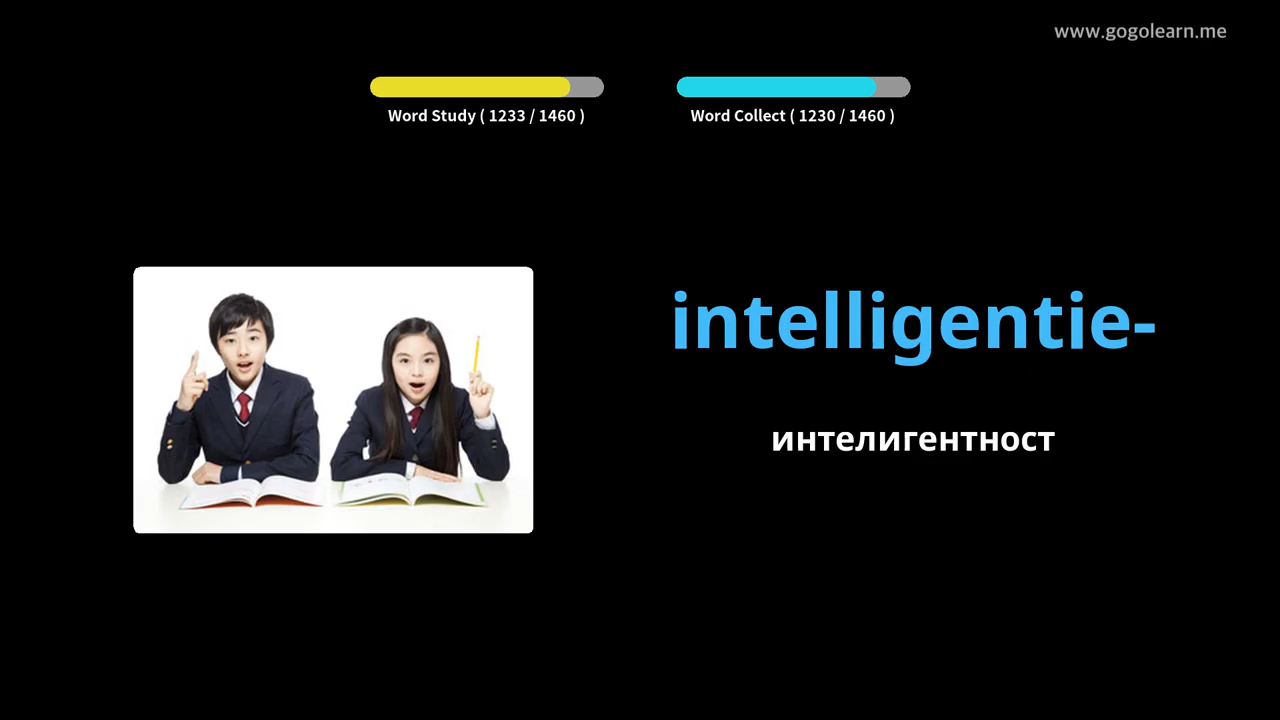 www.gogolearn.me
Word Study ( 1233 / 1460 )
Word Collect ( 1230 / 1460 )
intelligentie-
интелигентност